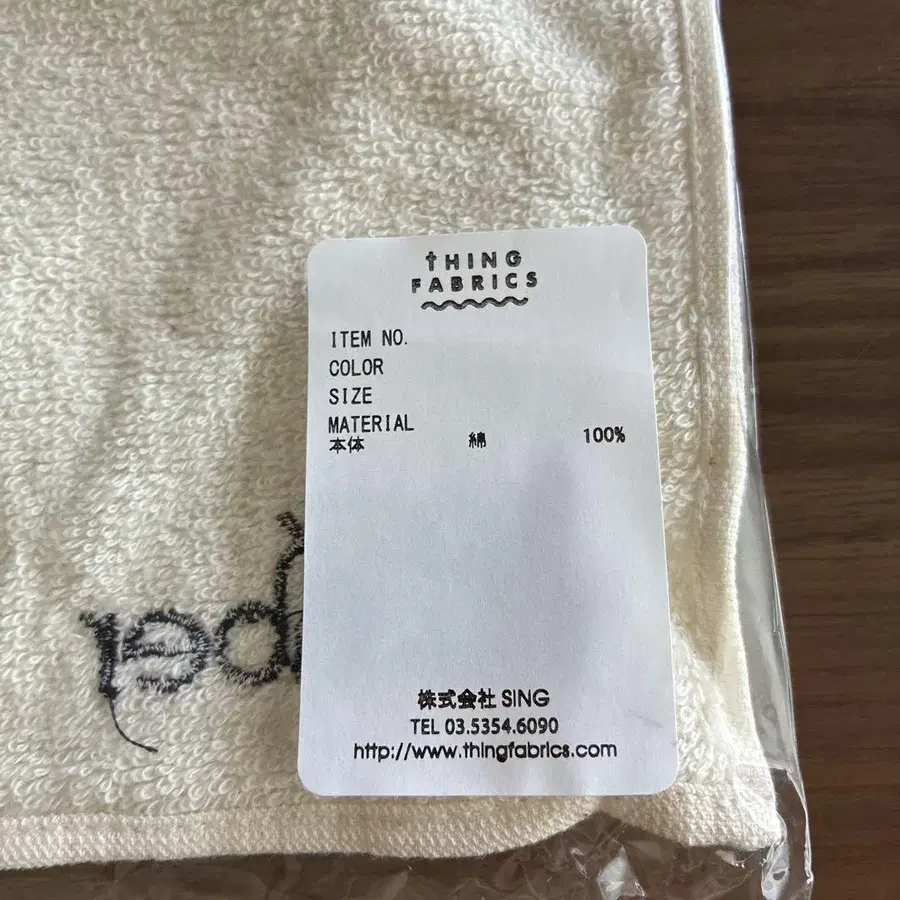 tHING
FABRICS
ITEM NO.
COLOR
SIZE
MATERIAL
本体 綿 100%
株式会社 SING
TEL 03.5354.6090
http://www.thingfabrics.com